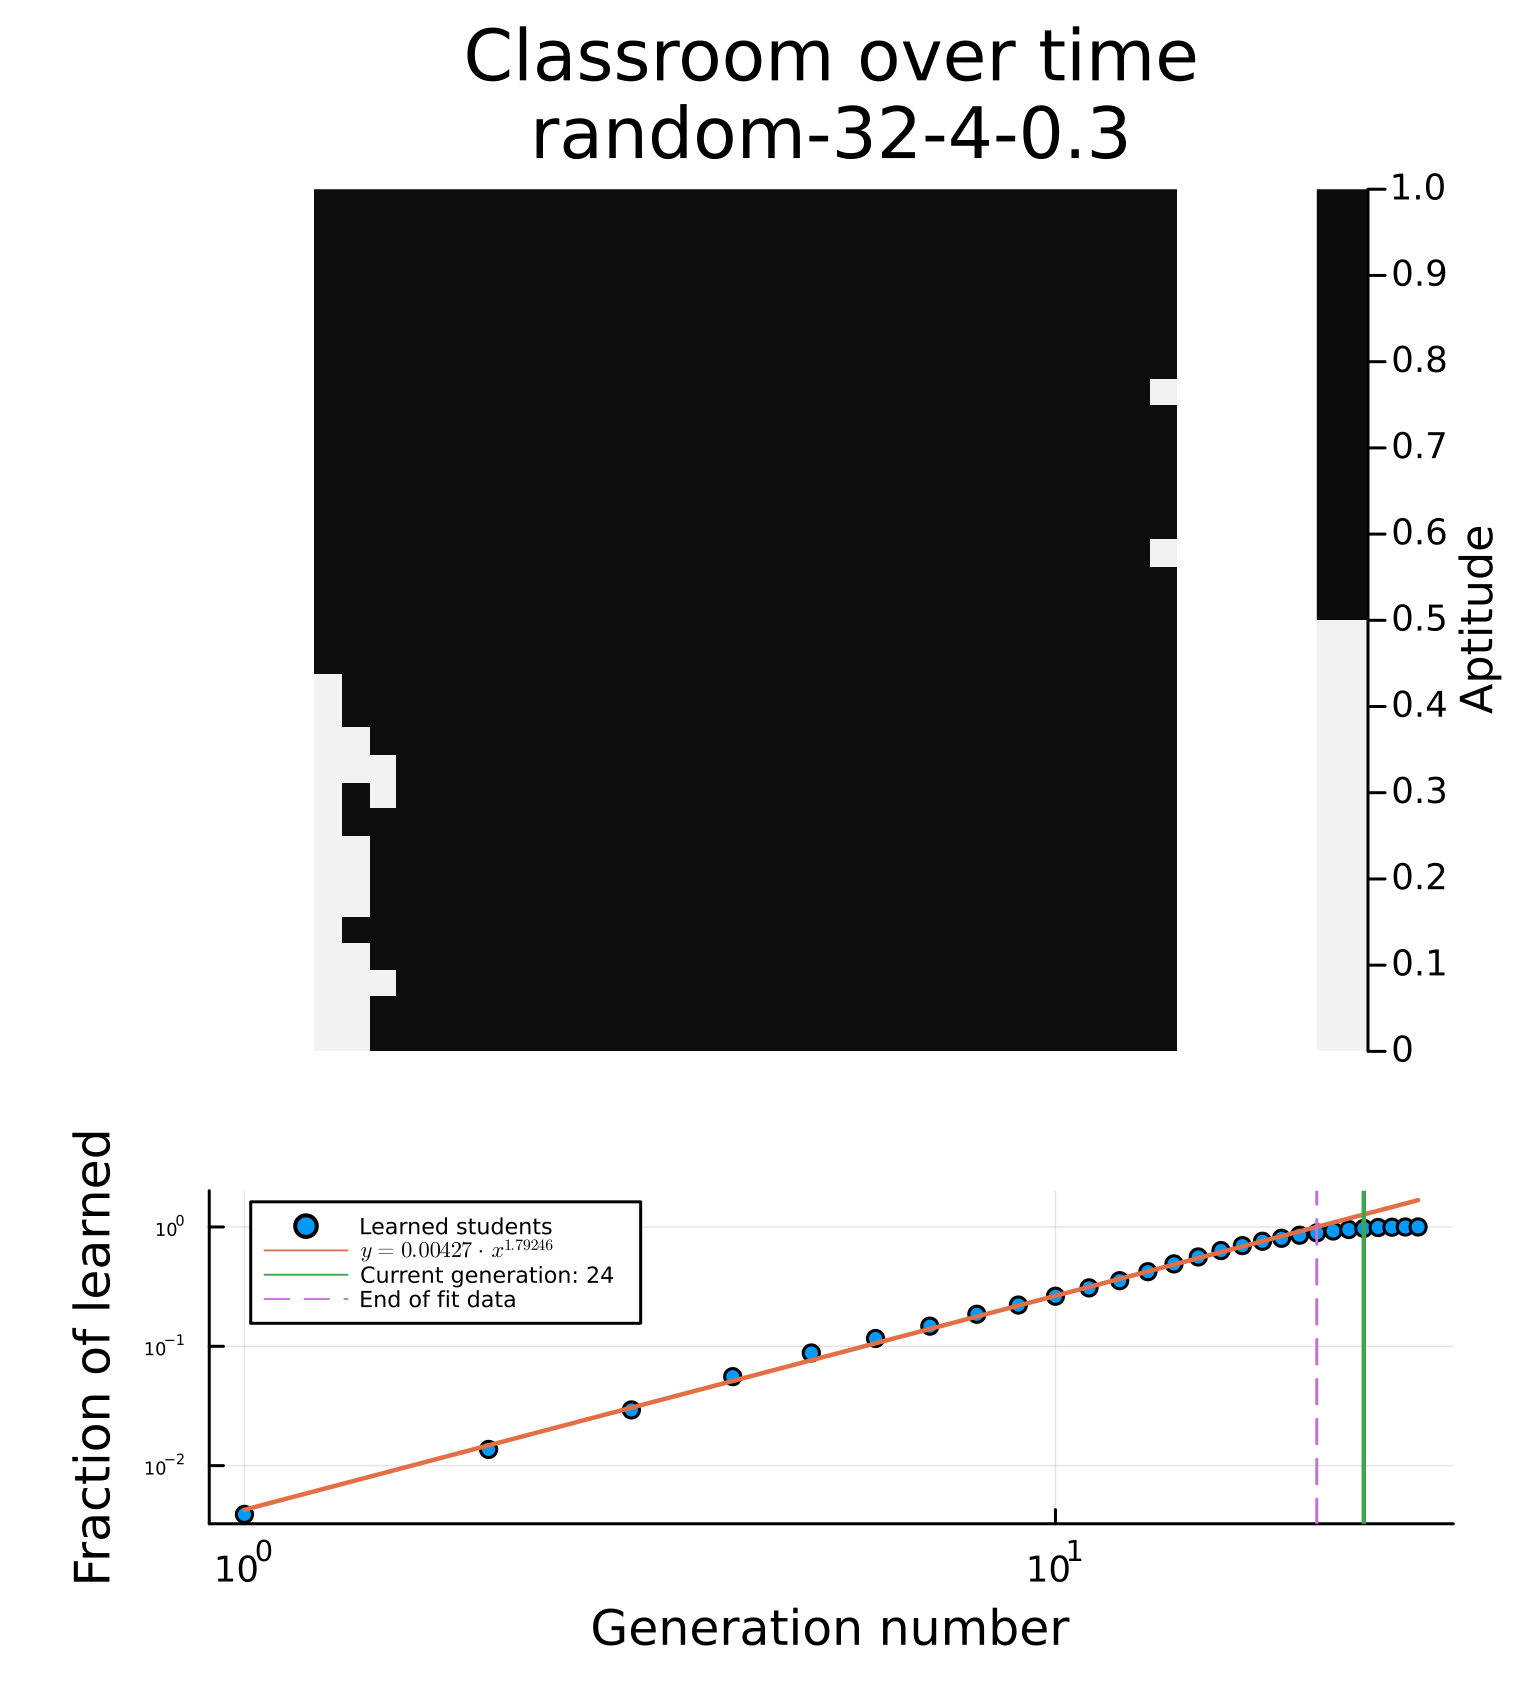 Classroom over time
random-32-4-0.3
1.0
0.9
0.8
0.7
0.6
0.5
0.4
0.3
0.2
0.1
0
Aptitude
Fraction of learned
10⁰
10⁻¹
10⁻²
Learned students
y = 0.00427 · x^1.79246
Current generation: 24
End of fit data
10⁰
10¹
Generation number